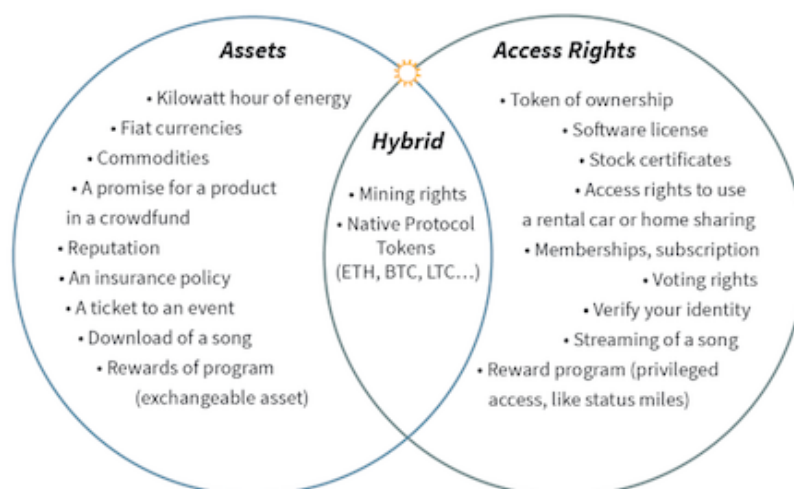 Assets
• Kilowatt hour of energy
• Fiat currencies
• Commodities
• A promise for a product
in a crowdfund
• Reputation
• An insurance policy
• A ticket to an event
• Download of a song
• Rewards of program
(exchangeable asset)
Hybrid
• Mining rights
• Native Protocol
Tokens
(ETH, BTC, LTC...)
Access Rights
• Token of ownership
• Software license
• Stock certificates
• Access rights to use
a rental car or home sharing
• Memberships, subscription
• Voting rights
• Verify your identity
• Streaming of a song
• Reward program (privileged
access, like status miles)